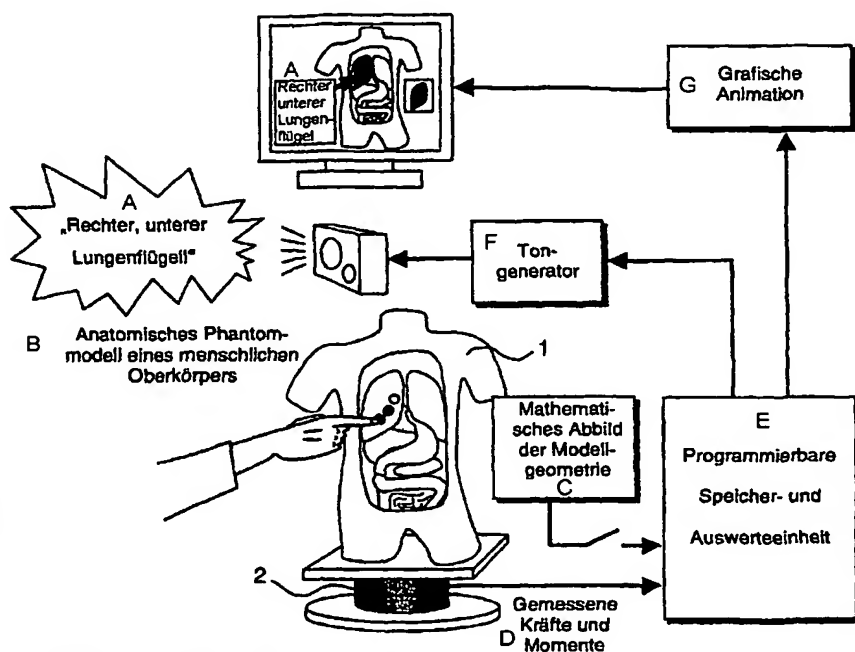 A
Rechter
unterer
Lungen-
flügel
G
Grafische
Animation
A
„Rechter, unterer
Lungenflügel!“
F
Ton-
generator
B
Anatomisches Phantom-
modell eines menschlichen
Oberkörpers
1
Mathemati-
sches Abbild
der Modell-
geometrie
C
E
Programmierbare
Speicher- und
Auswerteeinheit
2
Gemessene
Kräfte und
D Momente